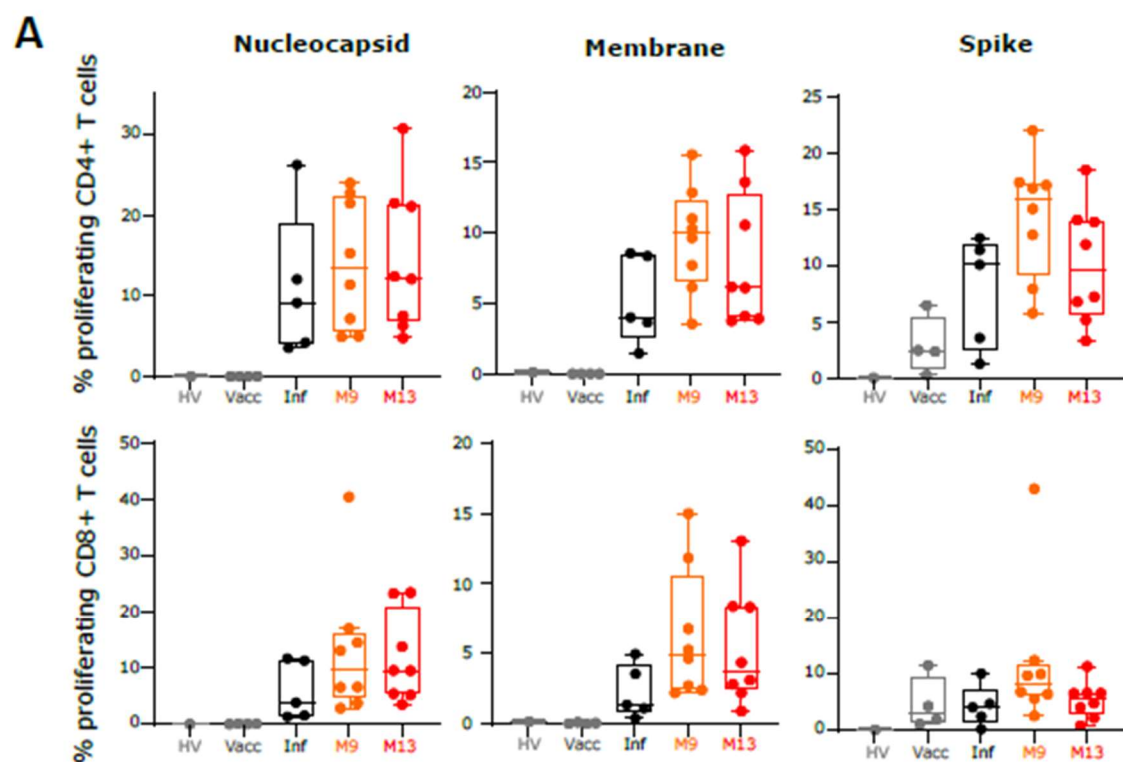 A
Nucleocapsid
Membrane
Spike
% proliferating CD4+ T cells
30
20
10
0
HV Vacc Inf M9 M13
20
15
10
5
0
HV Vacc Inf M9 M13
25
20
15
10
5
0
HV Vacc Inf M9 M13
% proliferating CD8+ T cells
50
40
30
20
10
0
HV Vacc Inf M9 M13
20
15
10
5
0
HV Vacc Inf M9 M13
50
40
30
20
10
0
HV Vacc Inf M9 M13